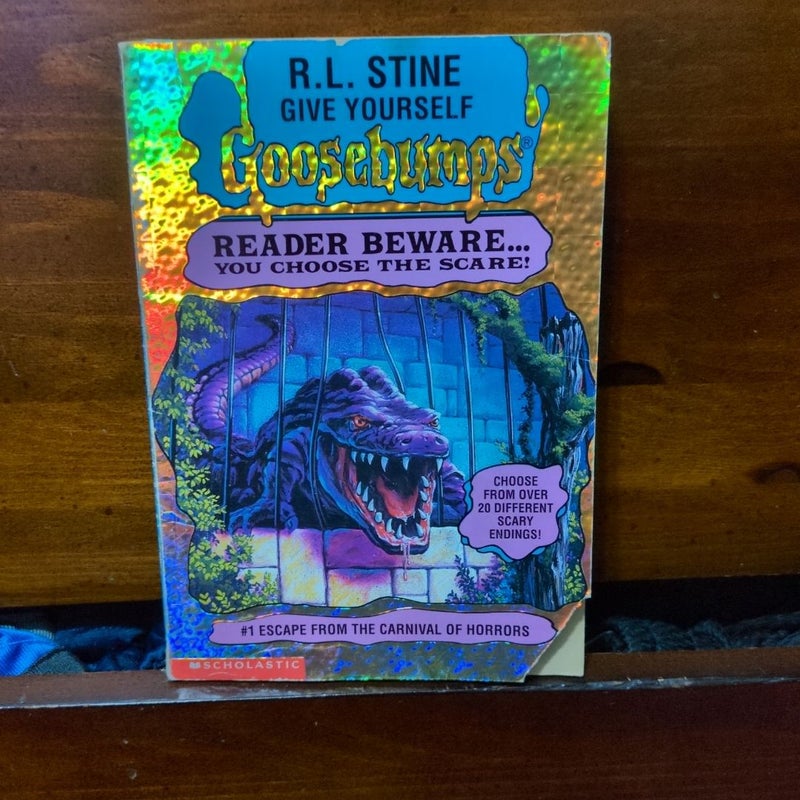 R.L. STINE
GIVE YOURSELF
Goosebumps®
READER BEWARE...
YOU CHOOSE THE SCARE!
CHOOSE
FROM OVER
20 DIFFERENT
SCARY
ENDINGS!
#1 ESCAPE FROM THE CARNIVAL OF HORRORS
SCHOLASTIC